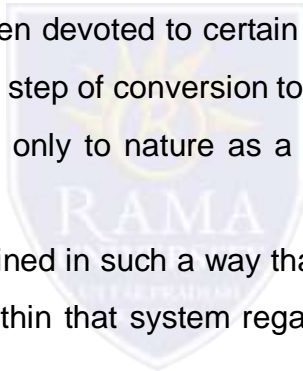 en devoted to certain
step of conversion to
only to nature as a
RAMA
ined in such a way tha
thin that system rega